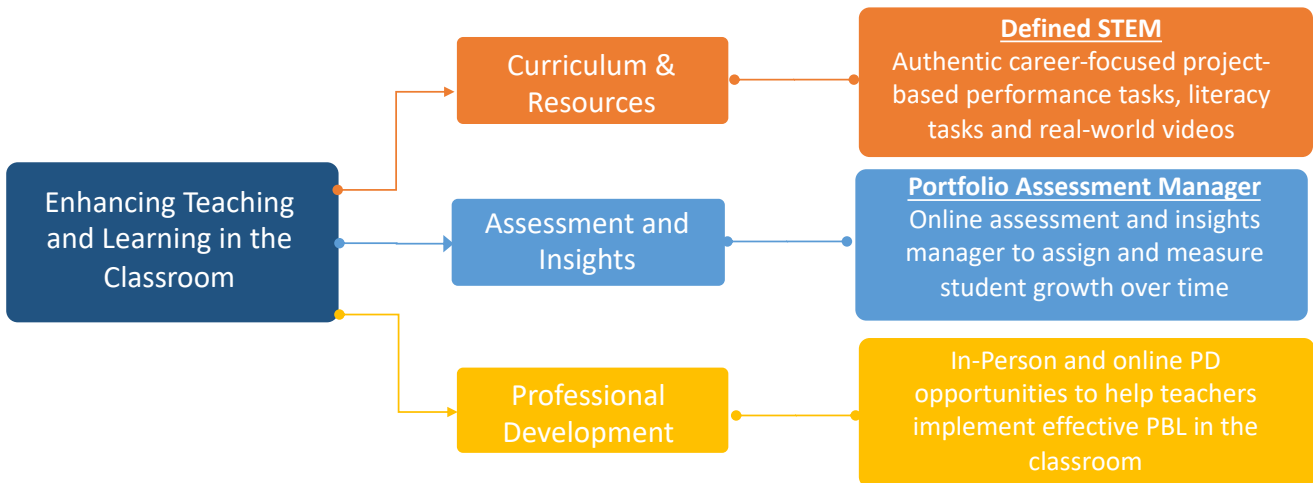 Enhancing Teaching
and Learning in the
Classroom
Curriculum &
Resources
Defined STEM
Authentic career-focused project-
based performance tasks, literacy
tasks and real-world videos
Assessment and
Insights
Portfolio Assessment Manager
Online assessment and insights
manager to assign and measure
student growth over time
Professional
Development
In-Person and online PD
opportunities to help teachers
implement effective PBL in the
classroom